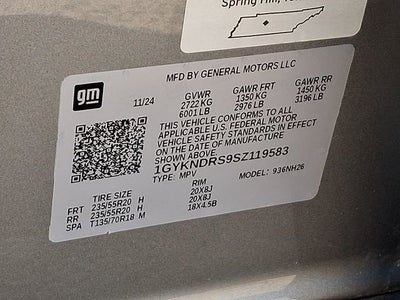 Spring Hill,
gm
MFD BY GENERAL MOTORS LLC
11/24
GVWR GAWR FRT GAWR RR
2722 KG 1350 KG 1450 KG
6001 LB 2976 LB 3196 LB
THIS VEHICLE CONFORMS TO ALL
APPLICABLE U.S. FEDERAL MOTOR
VEHICLE SAFETY STANDARDS IN EFFECT
ON THE DATE OF MANUFACTURE
SHOWN ABOVE.
1GYKNDRS9SZ119583
TYPE: MPV MODEL: 936NH26
TIRE SIZE RIM
FRT 235/55R20 H 20X8J
RR 235/55R20 H 20X8J
SPA T135/70R18 M 18X4.5B